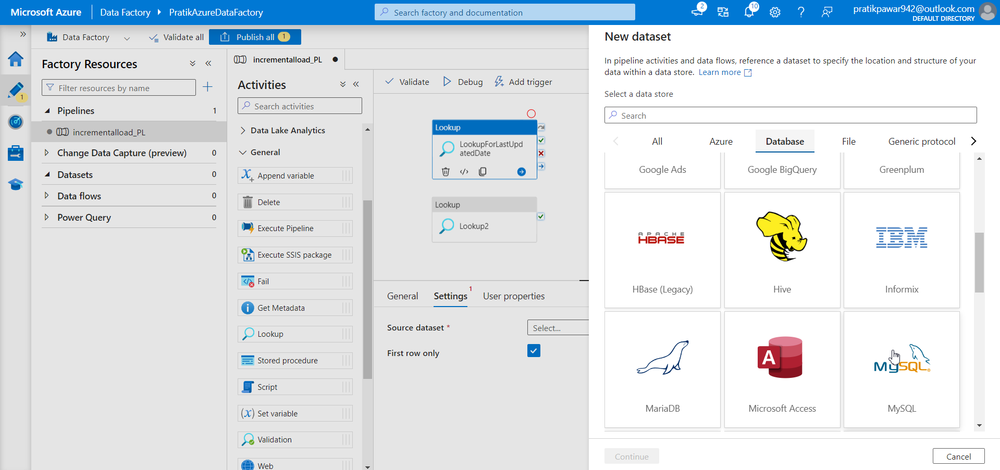 Microsoft Azure
Data Factory
PratikAzureDataFactory
Search factory and documentation
2
10
pratikpawar942@outlook.com
DEFAULT DIRECTORY
Data Factory
Validate all
Publish all
1
1
Factory Resources
Filter resources by name
Pipelines
1
incrementalload_PL
Change Data Capture (preview)
0
Datasets
0
Data flows
0
Power Query
0
incrementalload_PL
Activities
Search activities
Data Lake Analytics
General
Append variable
Delete
Execute Pipeline
Execute SSIS package
Fail
Get Metadata
Lookup
Stored procedure
Script
Set variable
Validation
Web
Validate
Debug
Add trigger
Lookup
LookupForLastUpd
atedDate
Lookup
Lookup2
General
Settings
1
User properties
Source dataset *
Select...
First row only
New dataset
In pipeline activities and data flows, reference a dataset to specify the location and structure of your
data within a data store. Learn more
Select a data store
Search
All
Azure
Database
File
Generic protocol
Google Ads
Google BigQuery
Greenplum
APACHE
HBASE
IBM
HBase (Legacy)
Hive
Informix
A
MySQL
MariaDB
Microsoft Access
MySQL
Continue
Cancel